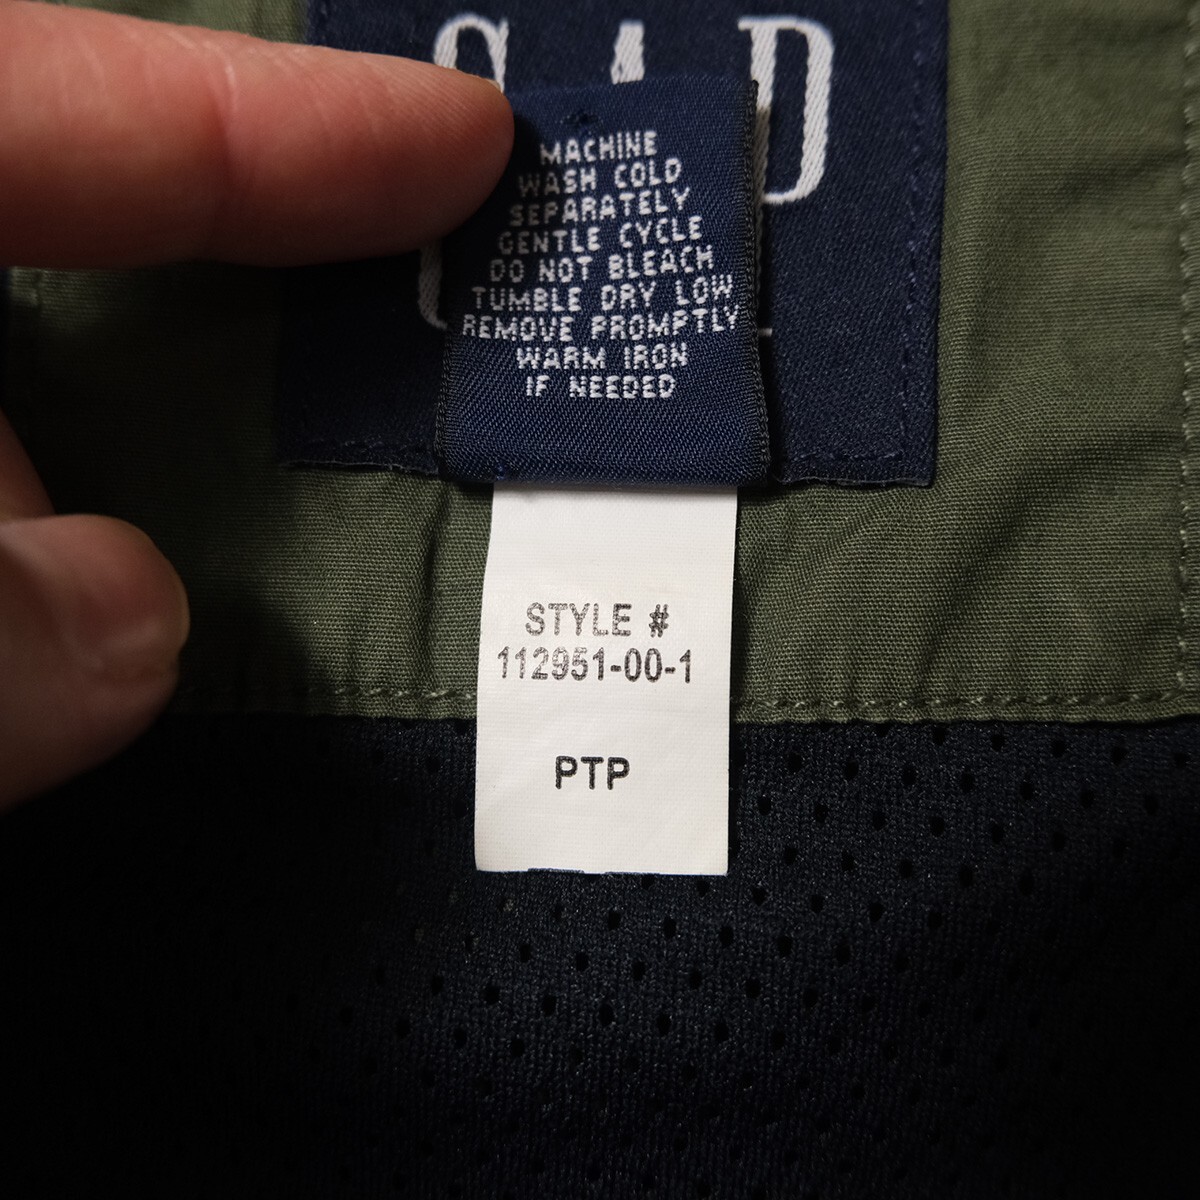 GAP
MACHINE
WASH COLD
SEPARATELY
GENTLE CYCLE
DO NOT BLEACH
TUMBLE DRY LOW
REMOVE PROMPTLY
WARM IRON
IF NEEDED
STYLE #
112951-00-1
PTP